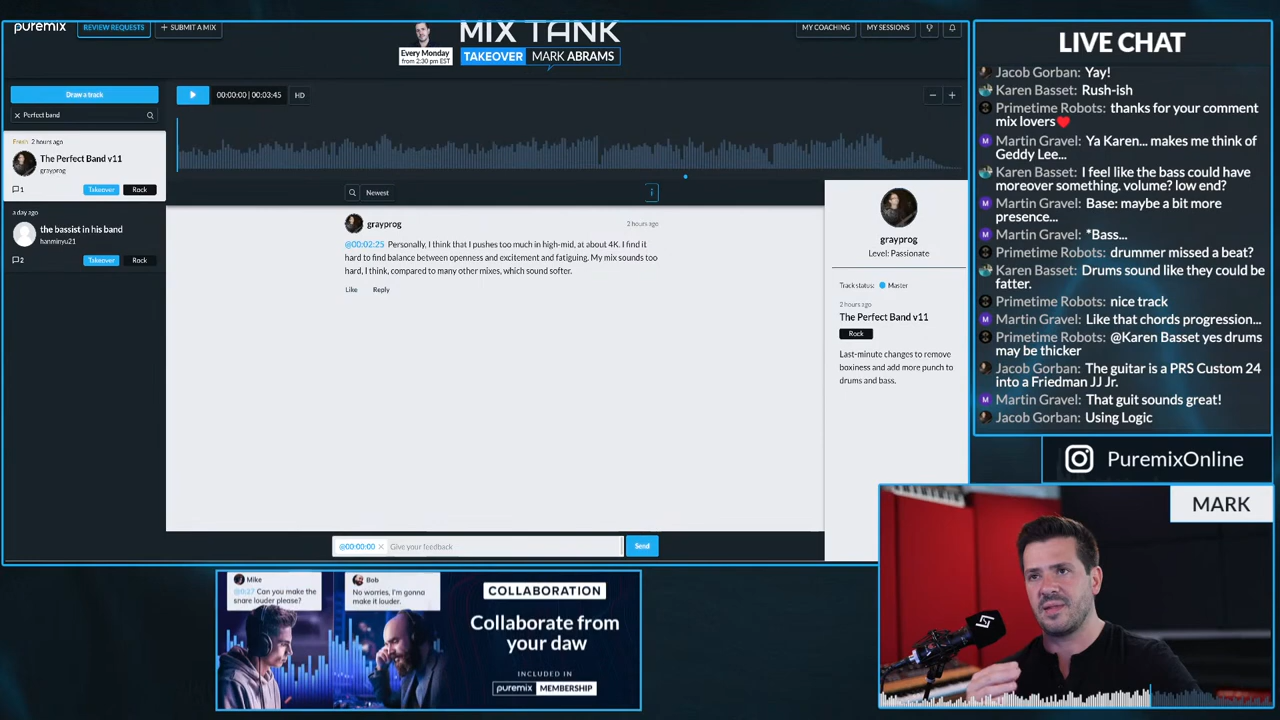 puremix
REVIEW REQUESTS
+ SUBMIT A MIX
Every Monday
from 2:30 pm EST
MIX TANK
TAKEOVER MARK ABRAMS
MY COACHING
MY SESSIONS
Draw a track
× Perfect band
Fresh 2 hours ago
The Perfect Band v11
grayprog
1
Takeover
Rock
a day ago
the bassist in his band
hanminyu21
2
Takeover
Rock
00:00:00 | 00:03:45
HD
Newest
i
grayprog
2 hours ago
@00:02:25 Personally, I think that I pushes too much in high-mid, at about 4K. I find it
hard to find balance between openness and excitement and fatiguing. My mix sounds too
hard, I think, compared to many other mixes, which sound softer.
Like
Reply
@00:00:00 ×
Give your feedback
Send
grayprog
Level: Passionate
Track status: Master
2 hours ago
The Perfect Band v11
Rock
Last-minute changes to remove
boxiness and add more punch to
drums and bass.
LIVE CHAT
Jacob Gorban: Yay!
Karen Basset: Rush-ish
Primetime Robots: thanks for your comment
mix lovers❤
M Martin Gravel: Ya Karen... makes me think of
Geddy Lee...
Karen Basset: I feel like the bass could have
moreover something. volume? low end?
M Martin Gravel: Base: maybe a bit more
presence...
M Martin Gravel: *Bass...
Primetime Robots: drummer missed a beat?
Karen Basset: Drums sound like they could be
fatter.
Primetime Robots: nice track
M Martin Gravel: Like that chords progression...
Primetime Robots: @Karen Basset yes drums
may be thicker
Jacob Gorban: The guitar is a PRS Custom 24
into a Friedman JJ Jr.
M Martin Gravel: That guit sounds great!
Jacob Gorban: Using Logic
PuremixOnline
MARK
Mike
@1:27 Can you make the
snare louder please?
Bob
No worries, I'm gonna
make it louder.
COLLABORATION
Collaborate from
your daw
INCLUDED IN
puremix MEMBERSHIP